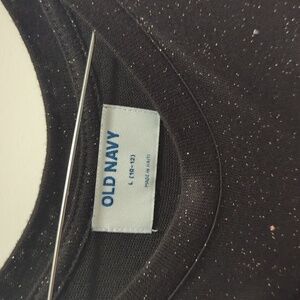 OLD NAVY
L (10-12)
MADE IN HAITI